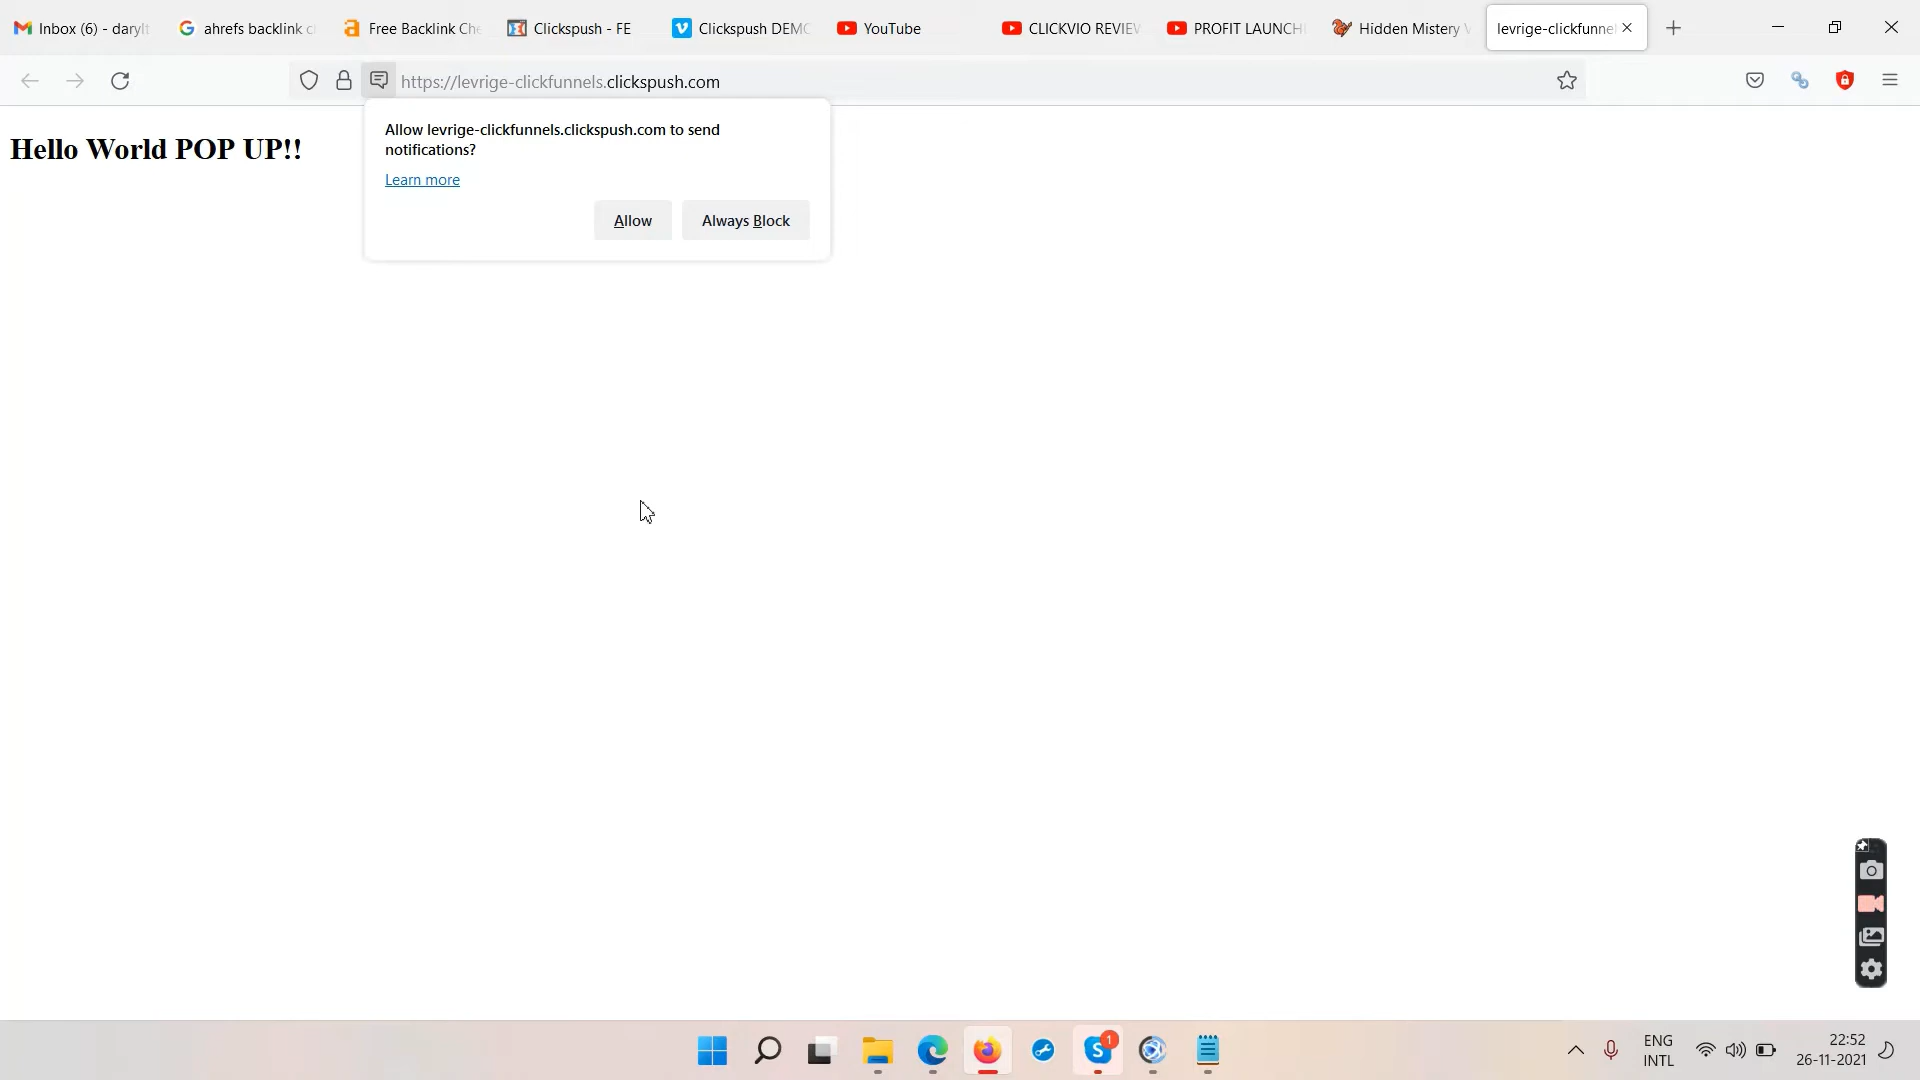 Inbox (6) - daryl
ahrefs backlink c
Free Backlink Che
Clickspush - FE
Clickspush DEMO
YouTube
CLICKVIO REVIEW
PROFIT LAUNCH
Hidden Mistery V
levrige-clickfunnel
https://levrige-clickfunnels.clickspush.com
Allow levrige-clickfunnels.clickspush.com to send
notifications?
Learn more
Allow
Always Block
Hello World POP UP!!
S
1
ENG
INTL
22:52
26-11-2021